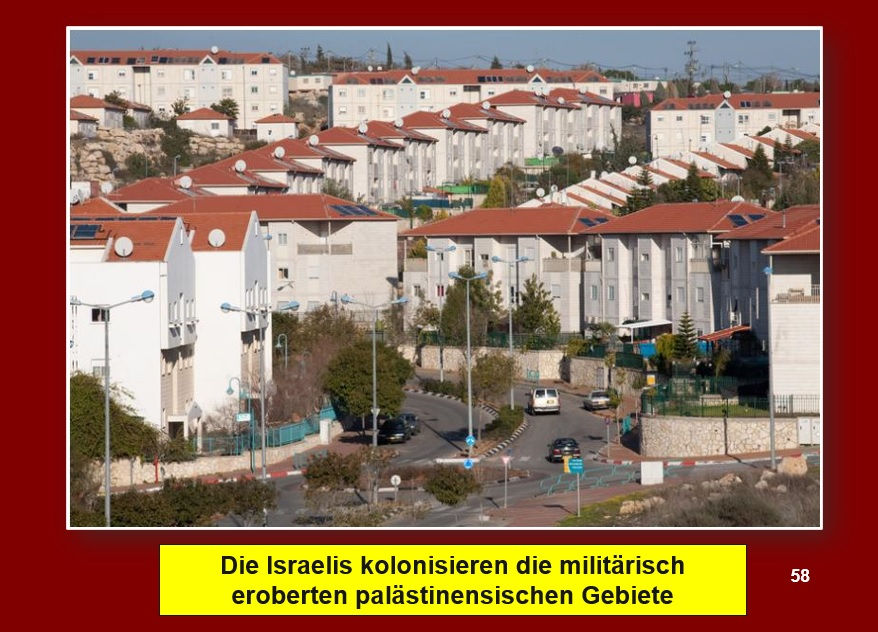 Die Israelis kolonisieren die militärisch
eroberten palästinensischen Gebiete
58